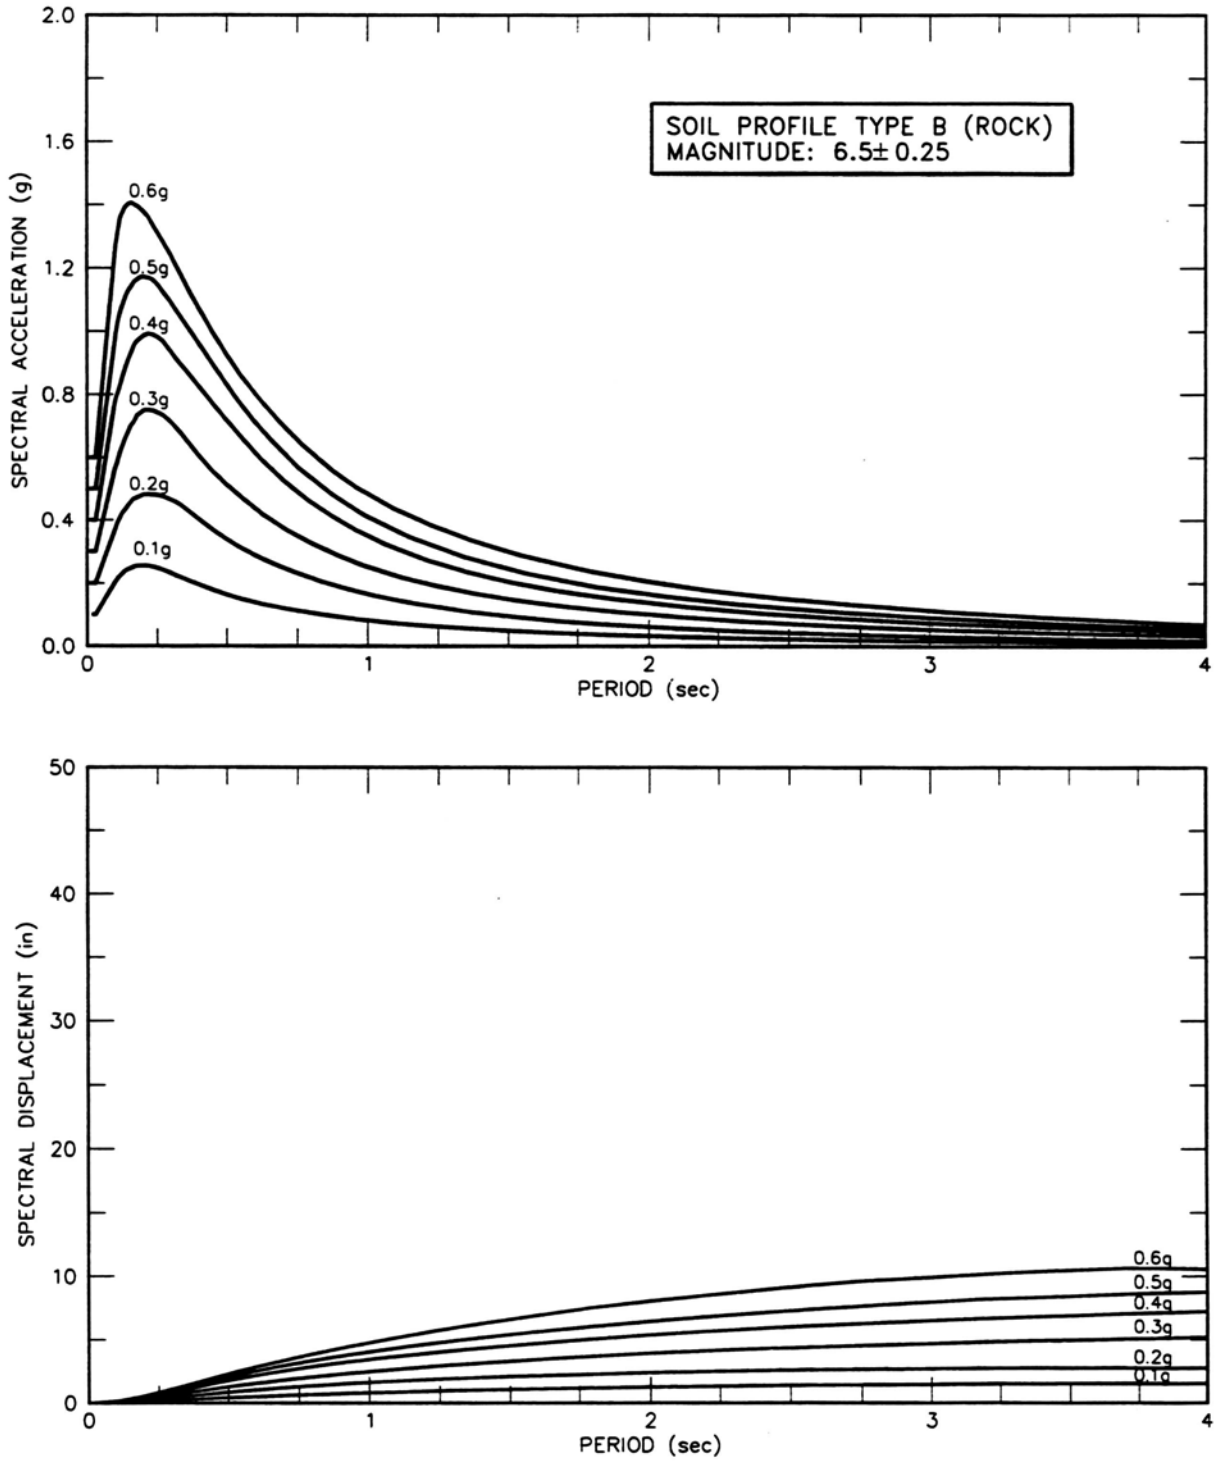 2.0
SOIL PROFILE TYPE B (ROCK)
MAGNITUDE: 6.5± 0.25
1.6
0.6g
1.2
0.5g
0.4g
0.8
0.3g
0.2g
0.4
0.1g
0.0
SPECTRAL ACCELERATION (g)
0 1 2 3 4
PERIOD (sec)
50
40
30
20
10
0
SPECTRAL DISPLACEMENT (in)
0.6g
0.5g
0.4g
0.3g
0.2g
0.1g
0 1 2 3 4
PERIOD (sec)